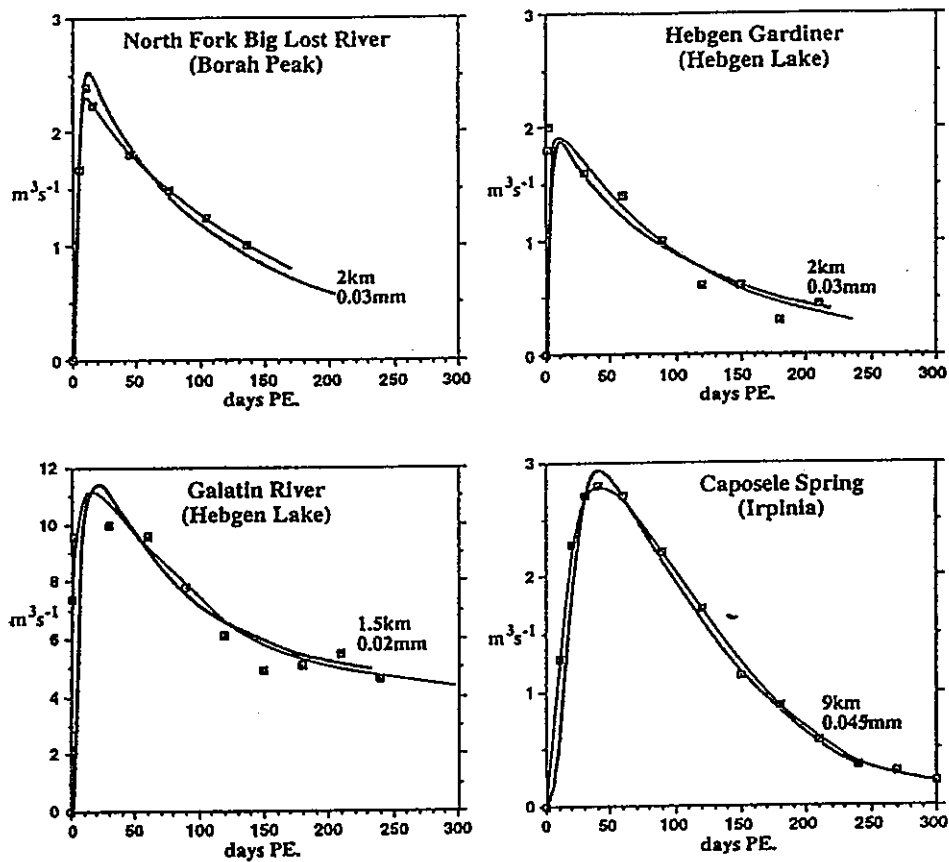 North Fork Big Lost River
(Borah Peak)
3
2
m³s⁻¹
1
0
2km
0.03mm
0 50 100 150 200 250 300
days PE.
Hebgen Gardiner
(Hebgen Lake)
3
2
m³s⁻¹
1
0
2km
0.03mm
0 50 100 150 200 250 300
days PE.
Galatin River
(Hebgen Lake)
12
10
8
m³s⁻¹
6
4
2
0
1.5km
0.02mm
0 50 100 150 200 250 300
days PE.
Caposele Spring
(Irpinia)
3
2
m³s⁻¹
1
0
9km
0.045mm
0 50 100 150 200 250 300
days PE.